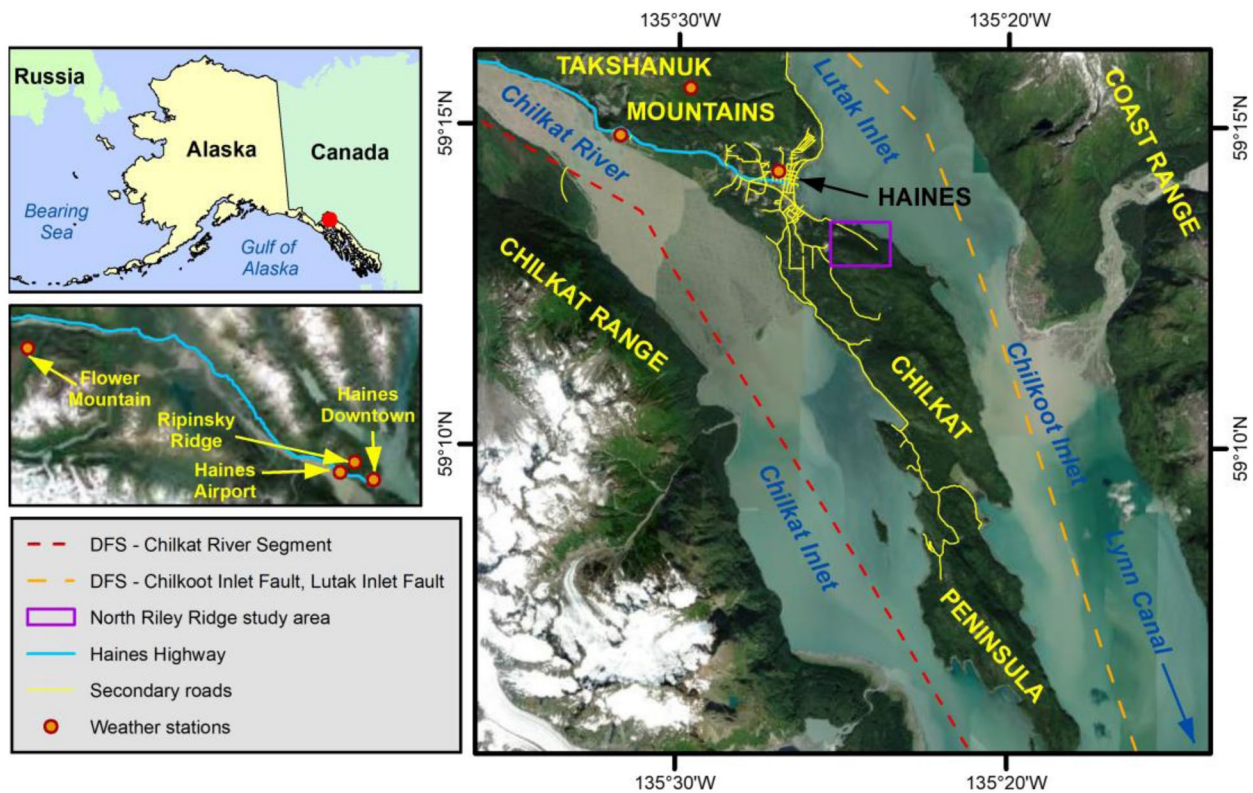 135°30'W
135°20'W
Russia
Alaska
Canada
Bearing
Sea
Gulf of
Alaska
Flower
Mountain
Ripinsky
Ridge
Haines
Airport
Haines
Downtown
DFS - Chilkat River Segment
DFS - Chilkoot Inlet Fault, Lutak Inlet Fault
North Riley Ridge study area
Haines Highway
Secondary roads
Weather stations
59°15'N
59°10'N
TAKSHANUK
MOUNTAINS
Chilkat River
Lutak Inlet
COAST RANGE
HAINES
CHILKAT RANGE
CHILKAT
PENINSULA
Chilkoot Inlet
Chilkat Inlet
Lynn Canal
59°15'N
59°10'N
135°30'W
135°20'W